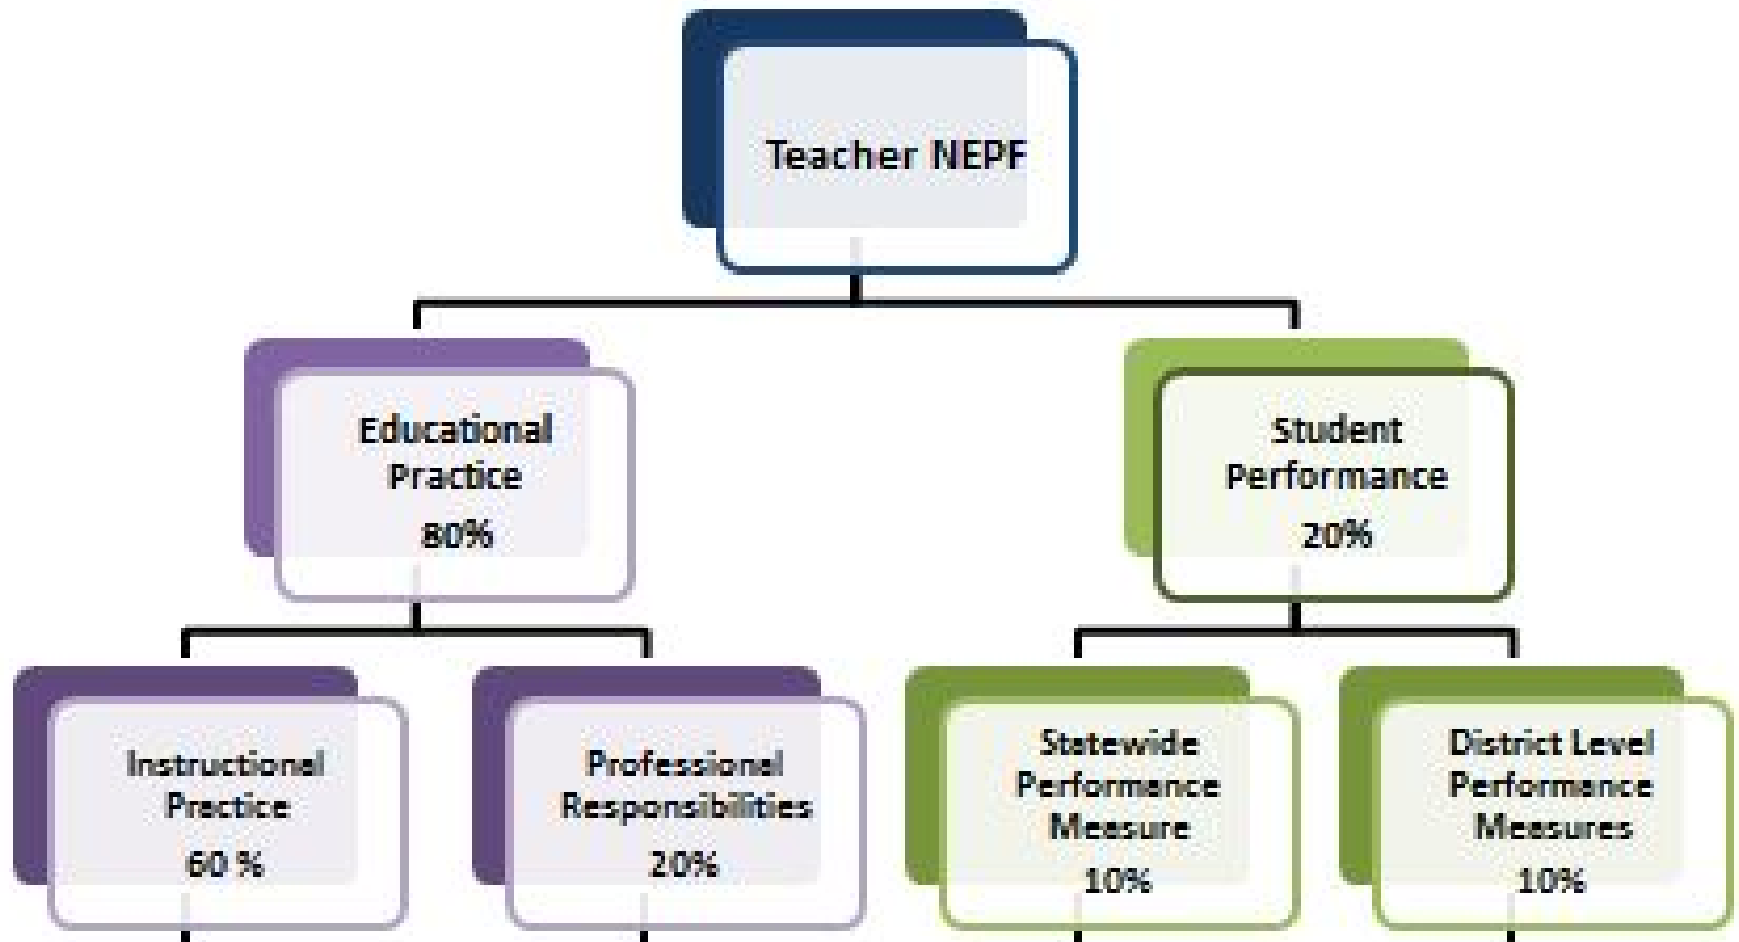 Teacher NEPF
Educational
Practice
80%
Student
Performance
20%
Instructional
Practice
60 %
Professional
Responsibilities
20%
Statewide
Performance
Measure
10%
District Level
Performance
Measures
10%